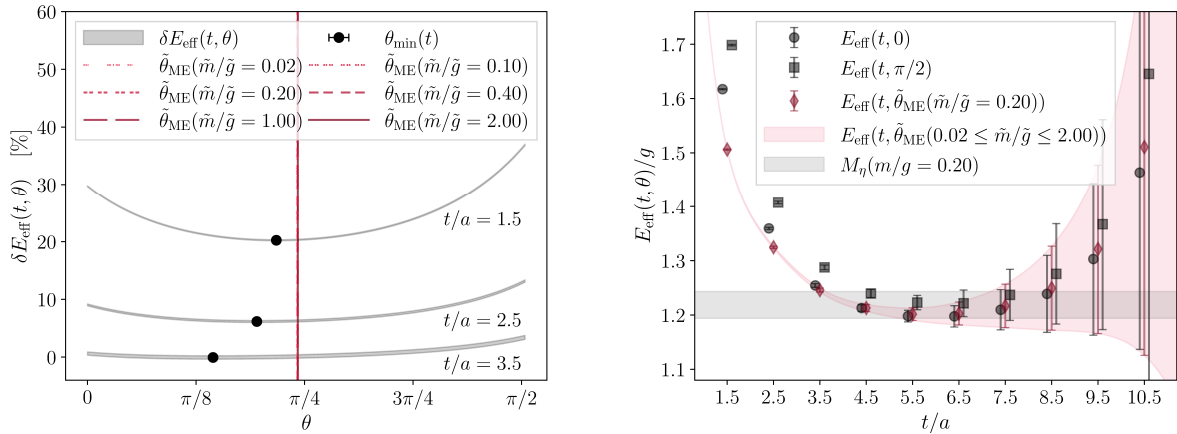 60
50
40
30
20
10
0
δE_eff(t, θ) [%]
δE_eff(t, θ)
θ_min(t)
θ̃_ME(m̃/g̃ = 0.02)
θ̃_ME(m̃/g̃ = 0.10)
θ̃_ME(m̃/g̃ = 0.20)
θ̃_ME(m̃/g̃ = 0.40)
θ̃_ME(m̃/g̃ = 1.00)
θ̃_ME(m̃/g̃ = 2.00)
t/a = 1.5
t/a = 2.5
t/a = 3.5
0 π/8 π/4 3π/4 π/2
θ
1.7
1.6
1.5
1.4
1.3
1.2
1.1
E_eff(t, θ)/g
E_eff(t, 0)
E_eff(t, π/2)
E_eff(t, θ̃_ME(m̃/g̃ = 0.20))
E_eff(t, θ̃_ME(0.02 ≤ m̃/g̃ ≤ 2.00))
M_η(m/g = 0.20)
1.5 2.5 3.5 4.5 5.5 6.5 7.5 8.5 9.5 10.5
t/a